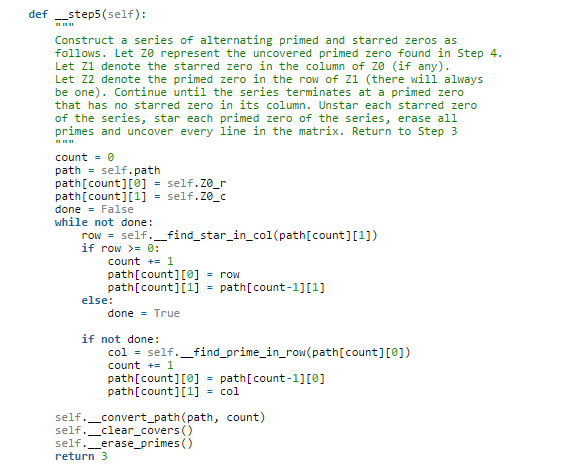 def __step5(self):
"""
Construct a series of alternating primed and starred zeros as
follows. Let Z0 represent the uncovered primed zero found in Step 4.
Let Z1 denote the starred zero in the column of Z0 (if any).
Let Z2 denote the primed zero in the row of Z1 (there will always
be one). Continue until the series terminates at a primed zero
that has no starred zero in its column. Unstar each starred zero
of the series, star each primed zero of the series, erase all
primes and uncover every line in the matrix. Return to Step 3
"""
count = 0
path = self.path
path[count][0] = self.Z0_r
path[count][1] = self.Z0_c
done = False
while not done:
row = self.__find_star_in_col(path[count][1])
if row >= 0:
count += 1
path[count][0] = row
path[count][1] = path[count-1][1]
else:
done = True
if not done:
col = self.__find_prime_in_row(path[count][0])
count += 1
path[count][0] = path[count-1][0]
path[count][1] = col
self.__convert_path(path, count)
self.__clear_covers()
self.__erase_primes()
return 3